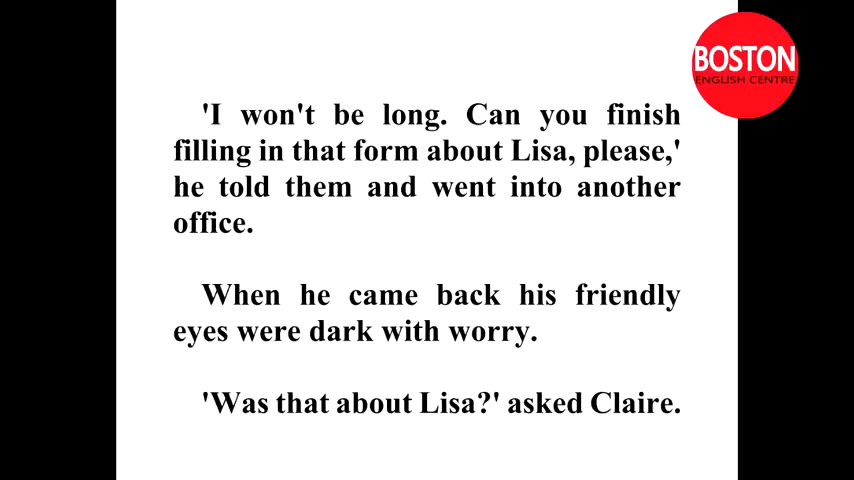 BOSTON
ENGLISH CENTRE
'I won't be long. Can you finish
filling in that form about Lisa, please,'
he told them and went into another
office.
When he came back his friendly
eyes were dark with worry.
'Was that about Lisa?' asked Claire.